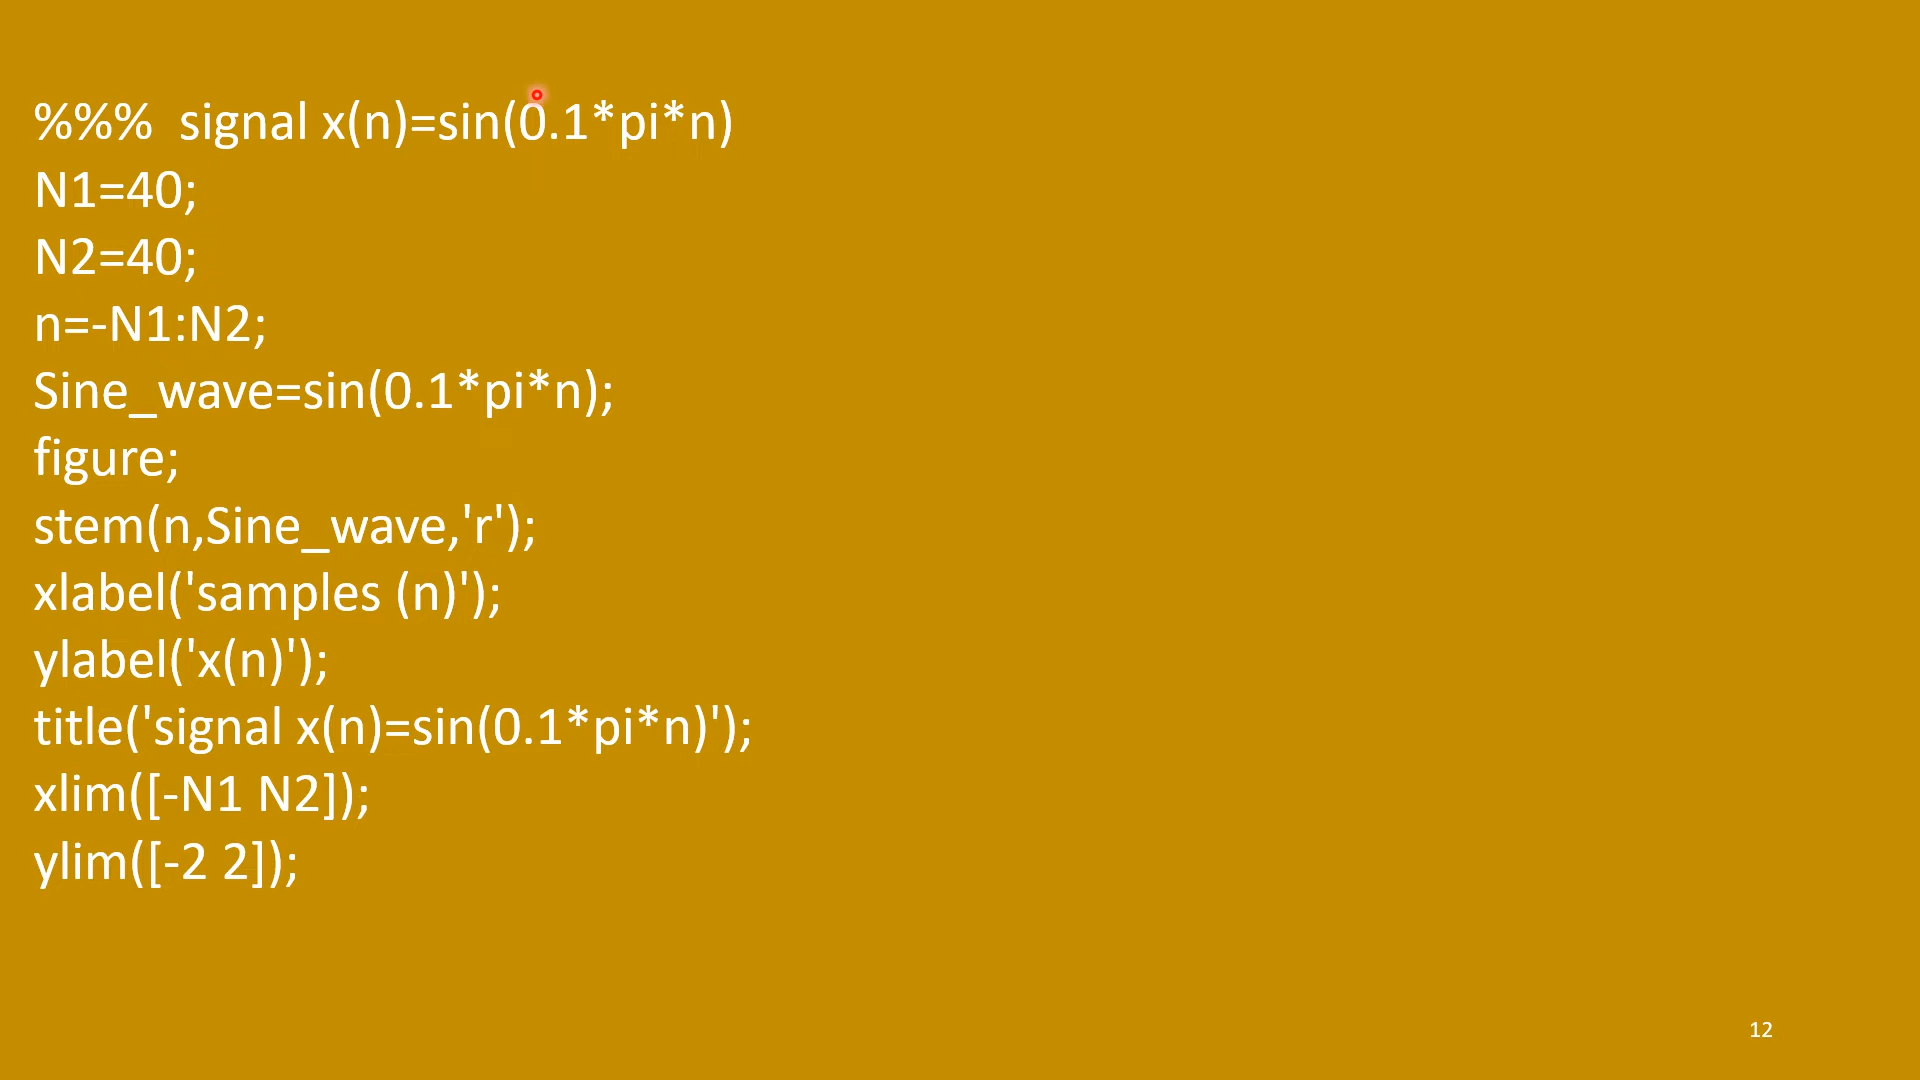 %%% signal x(n)=sin(0.1*pi*n)
N1=40;
N2=40;
n=-N1:N2;
Sine_wave=sin(0.1*pi*n);
figure;
stem(n,Sine_wave,'r');
xlabel('samples (n)');
ylabel('x(n)');
title('signal x(n)=sin(0.1*pi*n)');
xlim([-N1 N2]);
ylim([-2 2]);
12